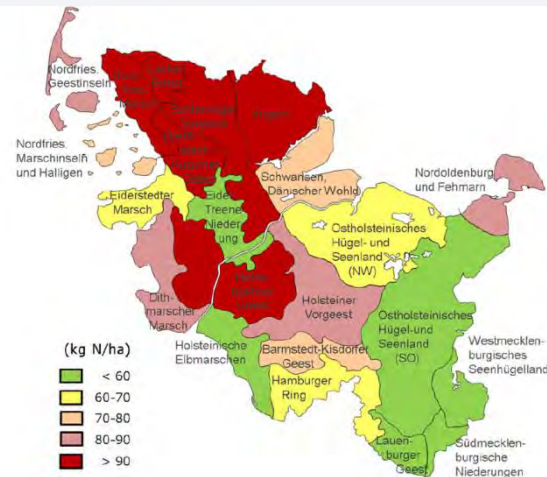 Nordfries.
Geestinseln
Nordfries.
Marschinseln
und Halligen
Angeln
Schwansen,
Dänischer Wohld
Nordoldenburg
und Fehmarn
Eiderstedter
Marsch
Eider-
Treene-
Nieder
ung
Ostholsteinisches
Hügel- und
Seenland
(NW)
Dith-
marscher
Marsch
Holsteiner
Vorgeest
Ostholsteinisches
Hügel-und
Seenland
(SO)
Westmecklen-
burgisches
Seenhügelland
Holsteinische
Elbmarschen
Barmstedt-Kisdorfer
Geest
Hamburger
Ring
Lauen-
burger
Geest
Südmecklen-
burgische
Niederungen
(kg N/ha)
< 60
60-70
70-80
80-90
> 90